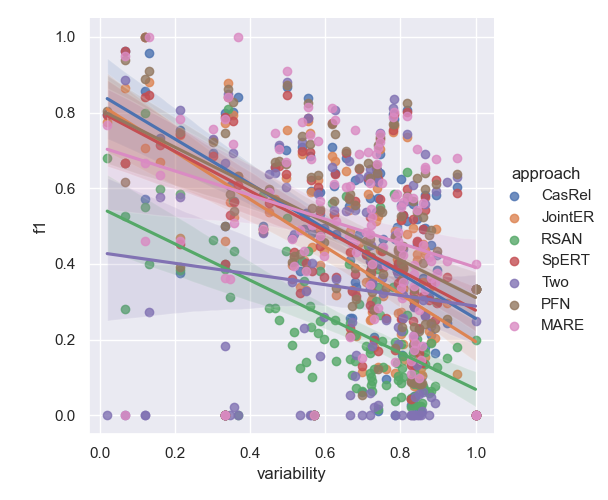 1.0
0.8
0.6
0.4
0.2
0.0
f1
0.0 0.2 0.4 0.6 0.8 1.0
variability
approach
CasRel
JointER
RSAN
SpERT
Two
PFN
MARE